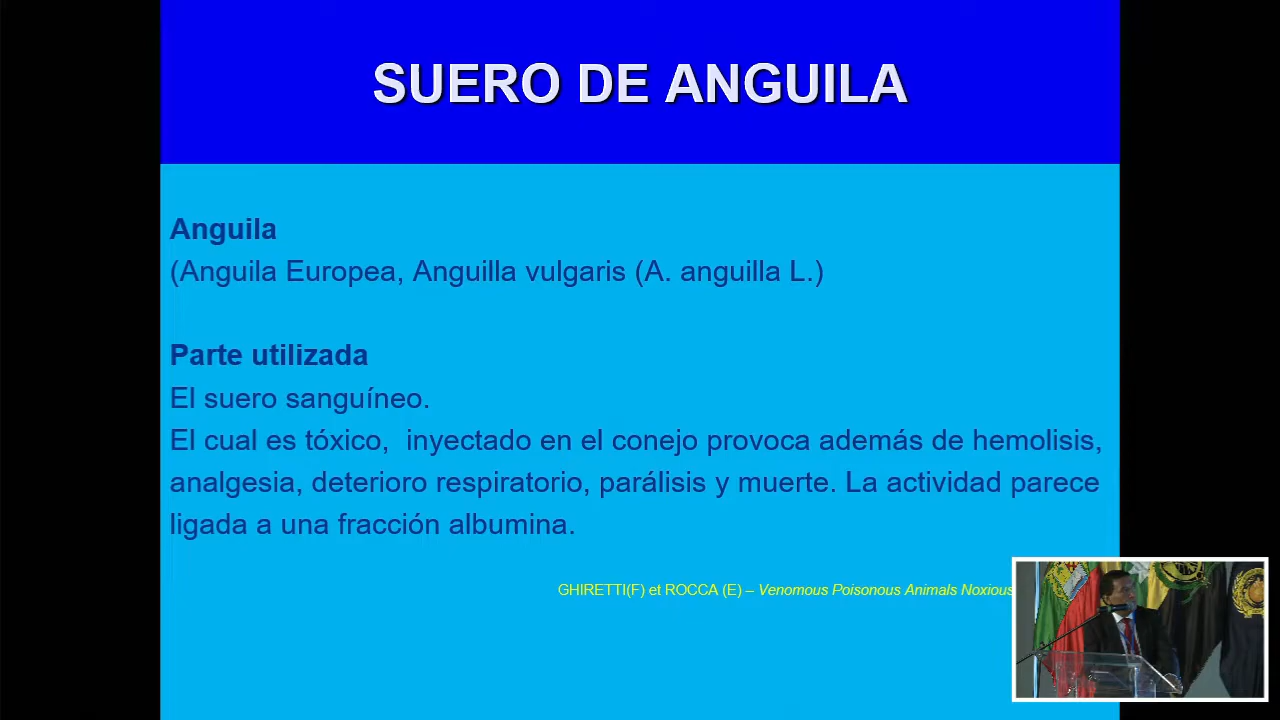 SUERO DE ANGUILA
Anguila
(Anguila Europea, Anguilla vulgaris (A. anguilla L.)
Parte utilizada
El suero sanguíneo.
El cual es tóxico,  inyectado en el conejo provoca además de hemolisis,
analgesia, deterioro respiratorio, parálisis y muerte. La actividad parece
ligada a una fracción albumina.
GHIRETTI(F) et ROCCA (E) – Venomous Poisonous Animals Noxious